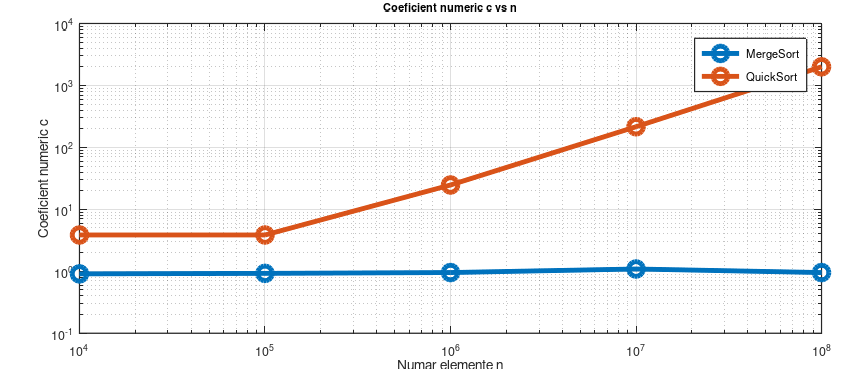 Coeficient numeric c vs n
10^4
10^3
10^2
10^1
10^0
10^-1
Coeficient numeric c
MergeSort
QuickSort
10^4 10^5 10^6 10^7 10^8
Numar elemente n